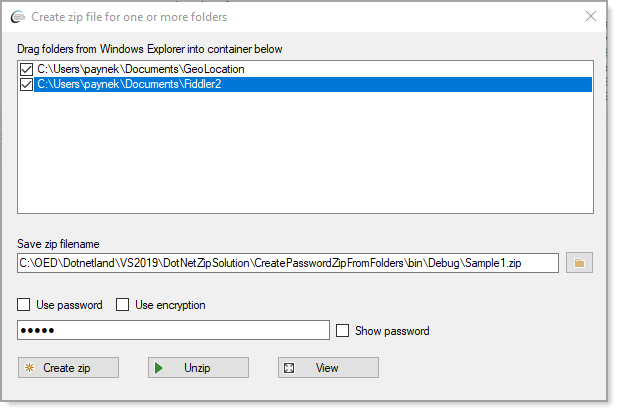 Create zip file for one or more fiddlers
Drag folders from Windows Explorer into container below
C:\Users\paynek\Documents\GeoLocation
C:\Users\paynek\Documents\Fiddler2
Save zip filename
C:\OED\Dotnetland\VS2019\DotNetZipSolution\CreatePasswordZipFromFolders\bin\Debug\Sample1.zip
Use password Use encryption
●●●●● Show password
Create zip Unzip View